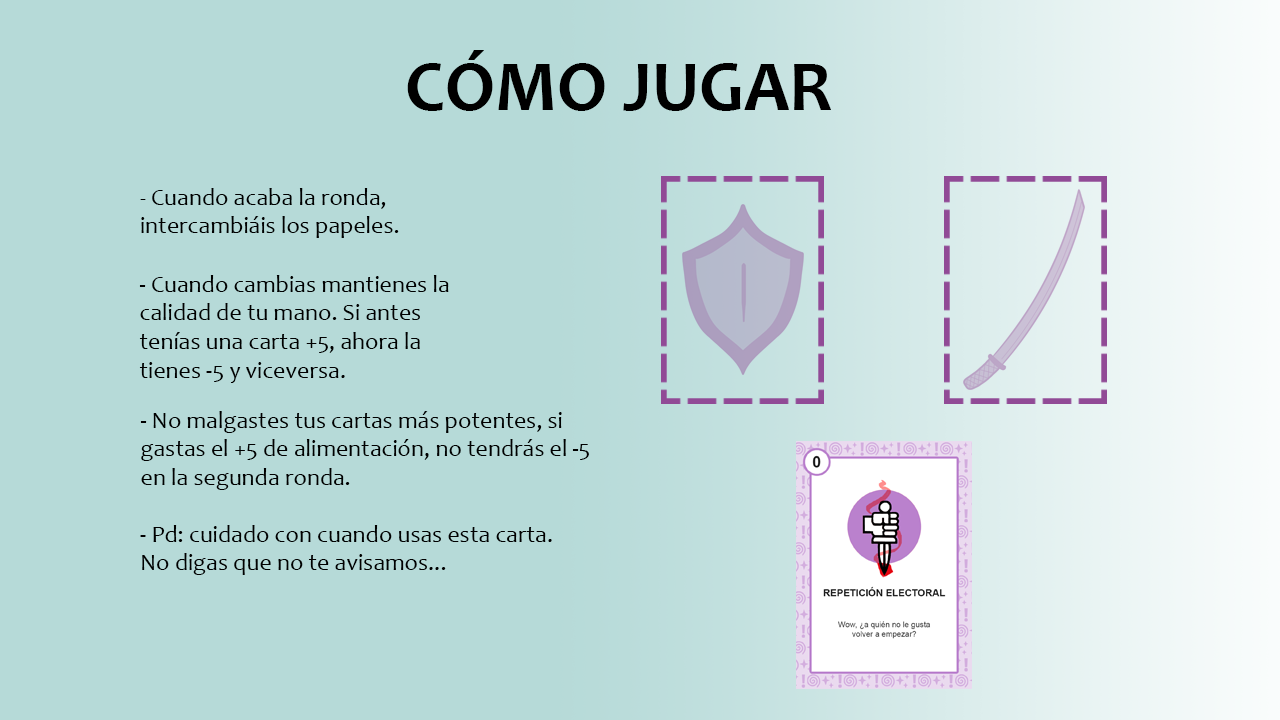 CÓMO JUGAR
- Cuando acaba la ronda,
intercambiáis los papeles.
- Cuando cambias mantienes la
calidad de tu mano. Si antes
tenías una carta +5, ahora la
tienes -5 y viceversa.
- No malgastes tus cartas más potentes, si
gastas el +5 de alimentación, no tendrás el -5
en la segunda ronda.
- Pd: cuidado con cuando usas esta carta.
No digas que no te avisamos...
0
REPETICIÓN ELECTORAL
Wow, ¿a quién no le gusta
volver a empezar?